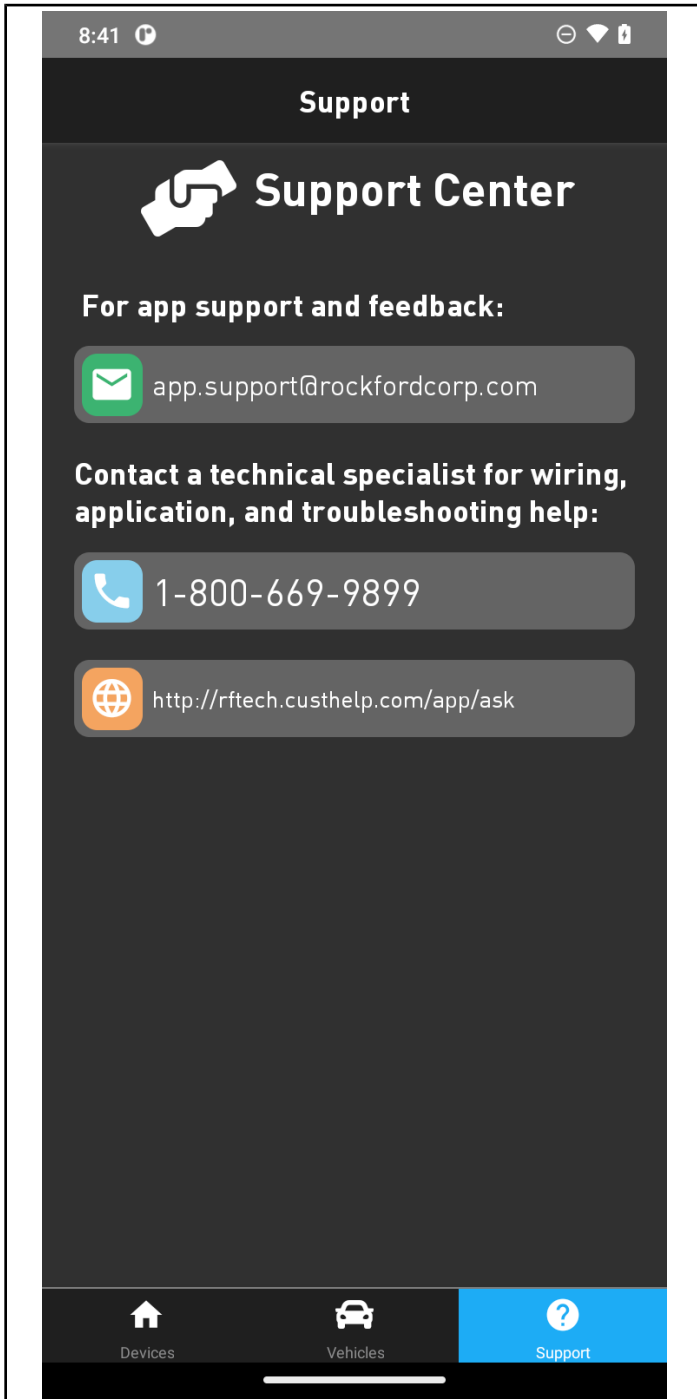 8:41
Support
Support Center
For app support and feedback:
app.support@rockfordcorp.com
Contact a technical specialist for wiring,
application, and troubleshooting help:
1-800-669-9899
http://rftech.custhelp.com/app/ask
Devices
Vehicles
Support